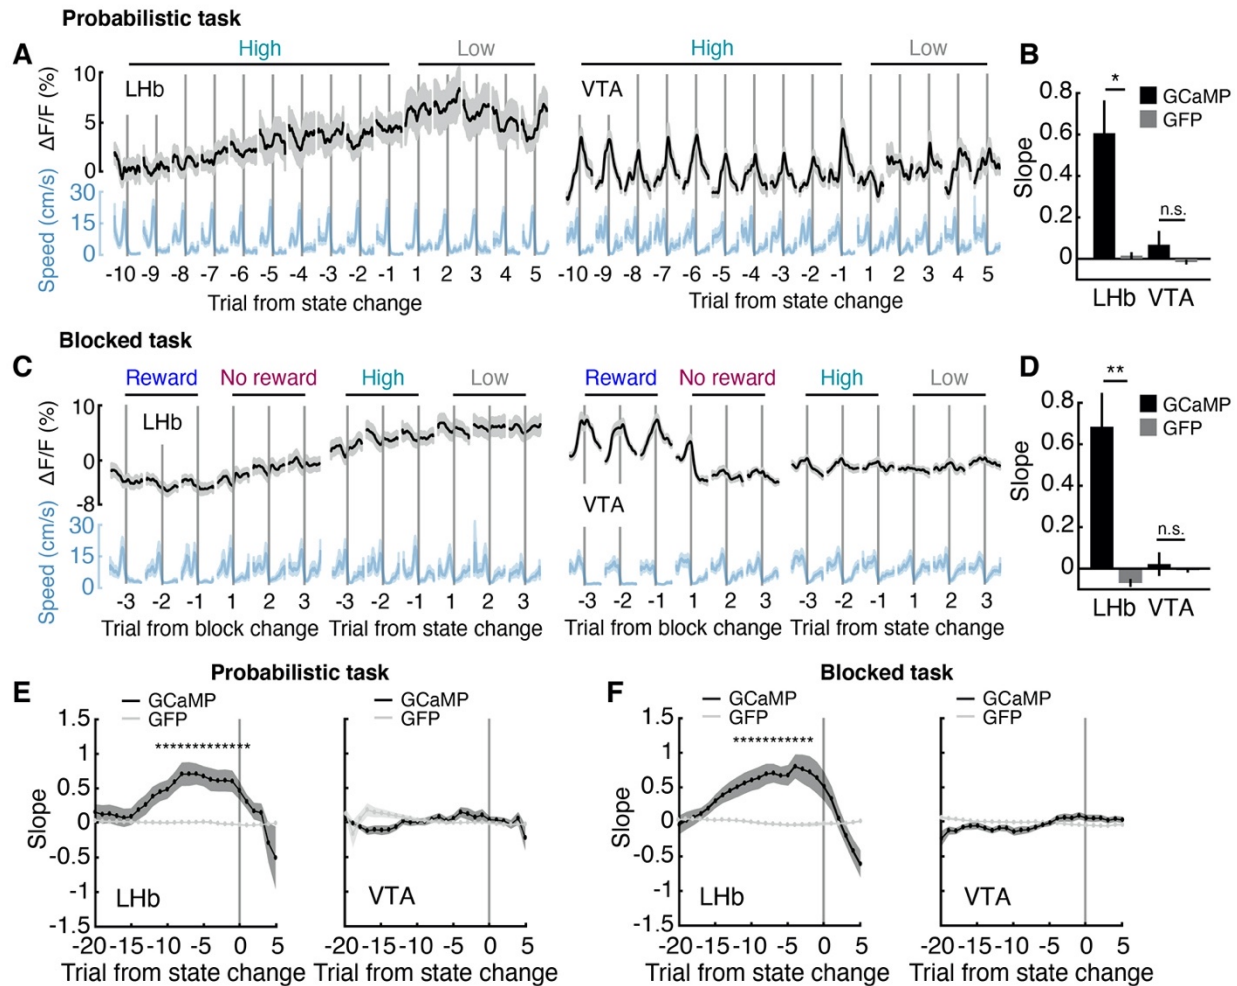 Probabilistic task
A
High
Low
High
Low
B
LHb
VTA
ΔF/F (%)
10
5
0
Speed (cm/s)
30
15
0
-10 -9 -8 -7 -6 -5 -4 -3 -2 -1 1 2 3 4 5
Trial from state change
-10 -9 -8 -7 -6 -5 -4 -3 -2 -1 1 2 3 4 5
Trial from state change
Slope
0.8
0.6
0.4
0.2
0
*
GCaMP
GFP
n.s.
LHb VTA
Blocked task
C
Reward No reward High Low
Reward No reward High Low
D
LHb
VTA
ΔF/F (%)
10
0
-8
Speed (cm/s)
30
15
0
-3 -2 -1 1 2 3
-3 -2 -1 1 2 3
Trial from block change
Trial from state change
-3 -2 -1 1 2 3
-3 -2 -1 1 2 3
Trial from block change
Trial from state change
Slope
0.8
0.6
0.4
0.2
0
**
GCaMP
GFP
n.s.
LHb VTA
Probabilistic task
E
GCaMP
GFP
GCaMP
GFP
Slope
1.5
1
0.5
0
-0.5
-1
-1.5
*************
LHb
VTA
-20 -15 -10 -5 0 5
Trial from state change
-20 -15 -10 -5 0 5
Trial from state change
Blocked task
F
GCaMP
GFP
GCaMP
GFP
Slope
1.5
1
0.5
0
-0.5
-1
-1.5
***********
LHb
VTA
-20 -15 -10 -5 0 5
Trial from state change
-20 -15 -10 -5 0 5
Trial from state change